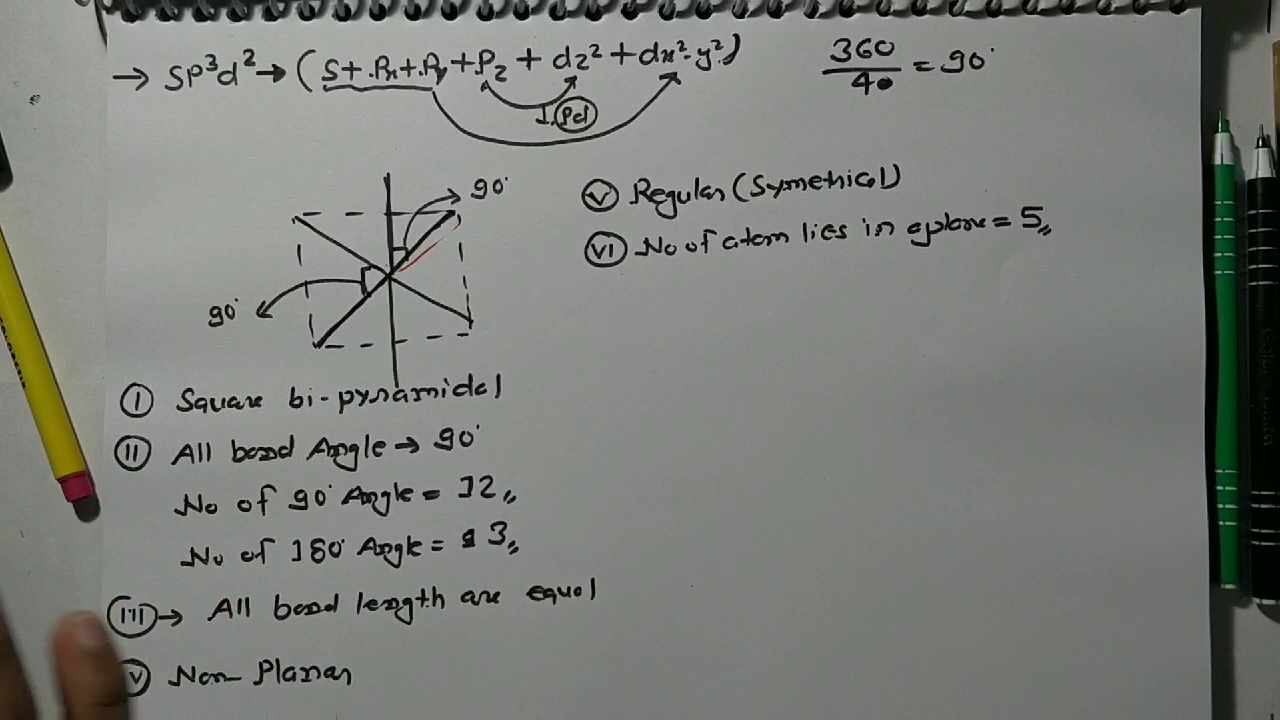 → SP³d² → (S+Px+Py+Pz+dz²+dx²-y²)
360/40 = 90°
I.Pd
90°
90°
Ⓥ Regular (Symetrical)
(VI) No of atom lies in a plane = 5,,
Ⓘ Square bi-pyramidal
(II) All bond Angle → 90°
No of 90° Angle = 12,,
No of 180° Angle = 3,,
(III) → All bond length are equal
Non-Planar